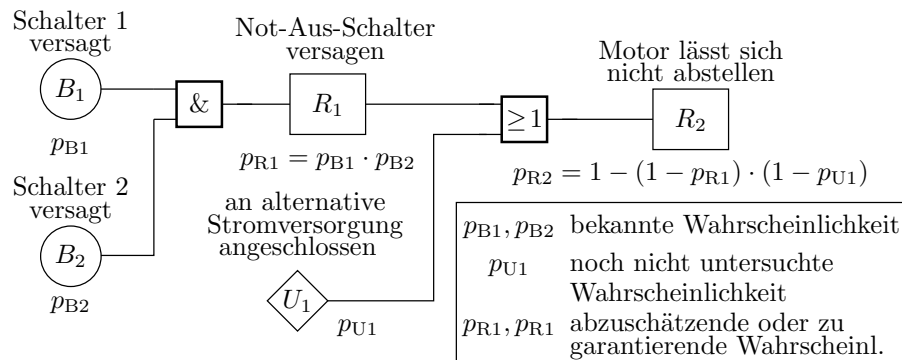 Schalter 1
versagt
B1
pB1
Schalter 2
versagt
B2
pB2
&
Not-Aus-Schalter
versagen
R1
pR1 = pB1 · pB2
an alternative
Stromversorgung
angeschlossen
U1
pU1
≥1
Motor lässt sich
nicht abstellen
R2
pR2 = 1 − (1 − pR1) · (1 − pU1)
pB1, pB2 bekannte Wahrscheinlichkeit
pU1 noch nicht untersuchte
Wahrscheinlichkeit
pR1, pR1 abzuschätzende oder zu
garantierende Wahrscheinl.